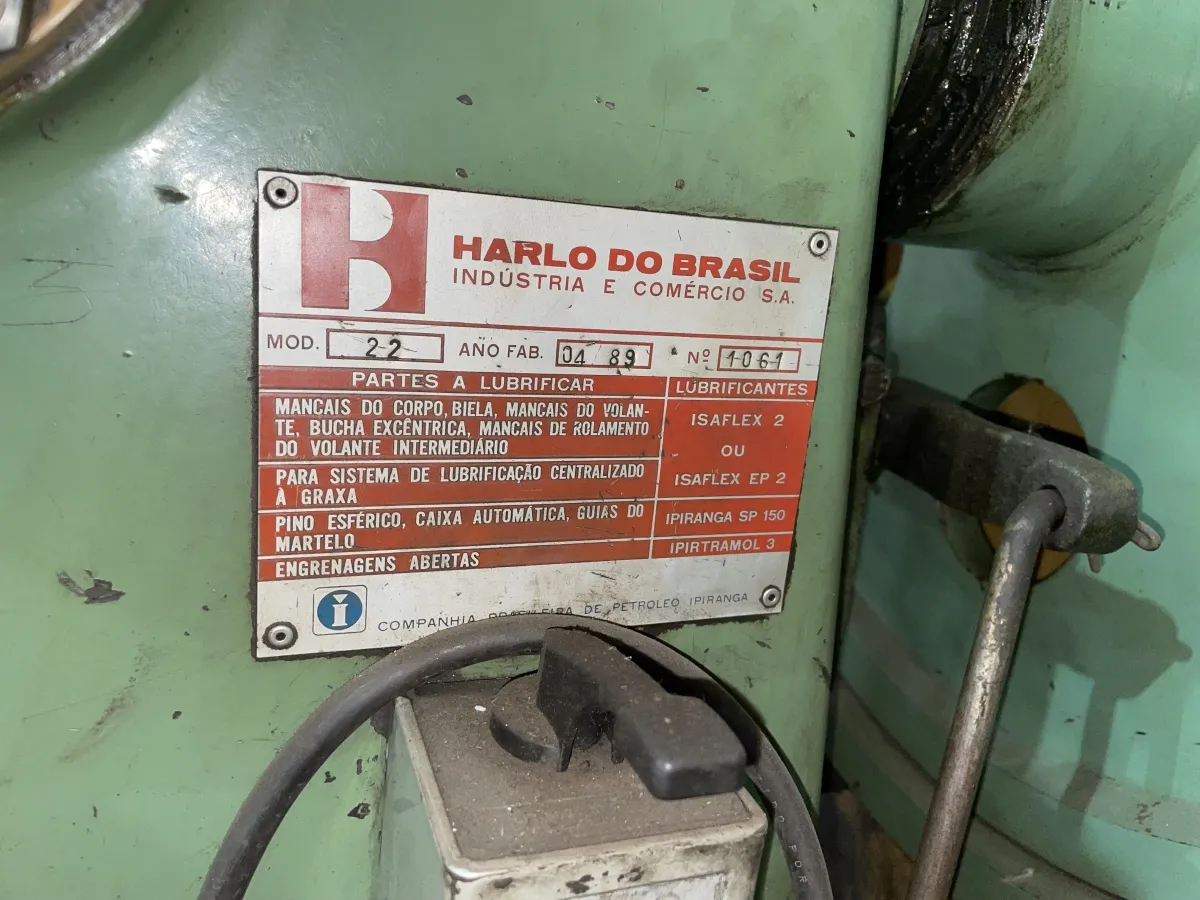 HARLO DO BRASIL
INDÚSTRIA E COMÉRCIO S.A.
MOD. 22 ANO FAB. 04 89 Nº 1061
PARTES A LUBRIFICAR LUBRIFICANTES
MANCAIS DO CORPO, BIELA, MANCAIS DO VOLAN-
TE, BUCHA EXCÊNTRICA, MANCAIS DE ROLAMENTO
DO VOLANTE INTERMEDIÁRIO
ISAFLEX 2
OU
ISAFLEX EP 2
PARA SISTEMA DE LUBRIFICAÇÃO CENTRALIZADO
À GRAXA
PINO ESFÉRICO, CAIXA AUTOMÁTICA, GUIAS DO
MARTELO
IPIRANGA SP 150
ENGRENAGENS ABERTAS IPIRTRAMOL 3
COMPANHIA BRASILEIRA DE PETROLEO IPIRANGA